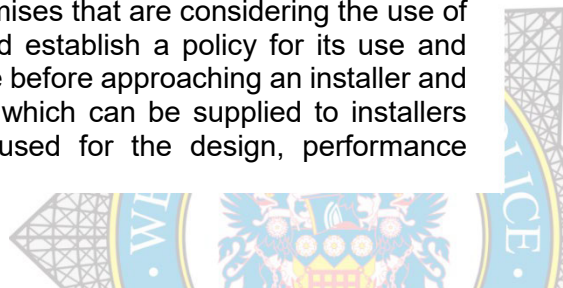 mises that are considering the use of
d establish a policy for its use and
e before approaching an installer and
which can be supplied to installers
used for the design, performance
W
LICE